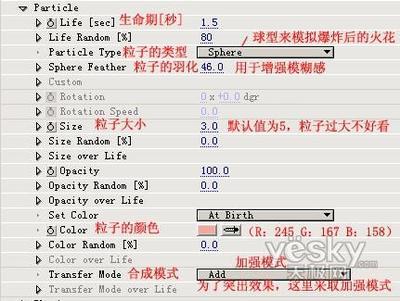 Particle
Life [sec] 生命期[秒] 1.5
Life Random [%] 80 球型来模拟爆炸后的火花
Particle Type 粒子的类型 Sphere
Sphere Feather 粒子的羽化 46.0 用于增强模糊感
Custom
Rotation 0 x +0.0 dgr
Rotation Speed 0.0
Size 粒子大小 3.0 默认值为5，粒子过大不好看
Size Random [%] 0.0
Size over Life
Opacity 100.0
Opacity Random [%] 0.0
Opacity over Life
Set Color At Birth
Color 粒子的颜色 (R: 245 G: 167 B: 158)
Color Random [%] 0.0
Color over Life 加强模式
Transfer Mode 合成模式 Add
Transfer Mode over Life 为了突出效果，这里来取加强模式
yesky
天极网